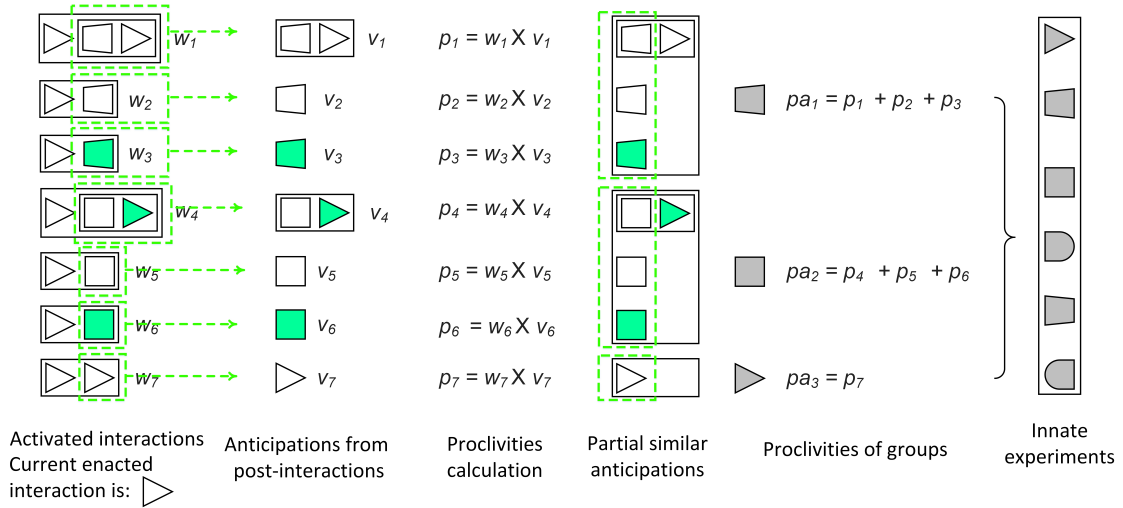 w1 v1 p1 = w1 X v1
w2 v2 p2 = w2 X v2 pa1 = p1 + p2 + p3
w3 v3 p3 = w3 X v3
w4 v4 p4 = w4 X v4
w5 v5 p5 = w5 X v5 pa2 = p4 + p5 + p6
w6 v6 p6 = w6 X v6
w7 v7 p7 = w7 X v7 pa3 = p7
Activated interactions
Current enacted
interaction is:
Anticipations from
post-interactions
Proclivities
calculation
Partial similar
anticipations
Proclivities of groups
Innate
experiments